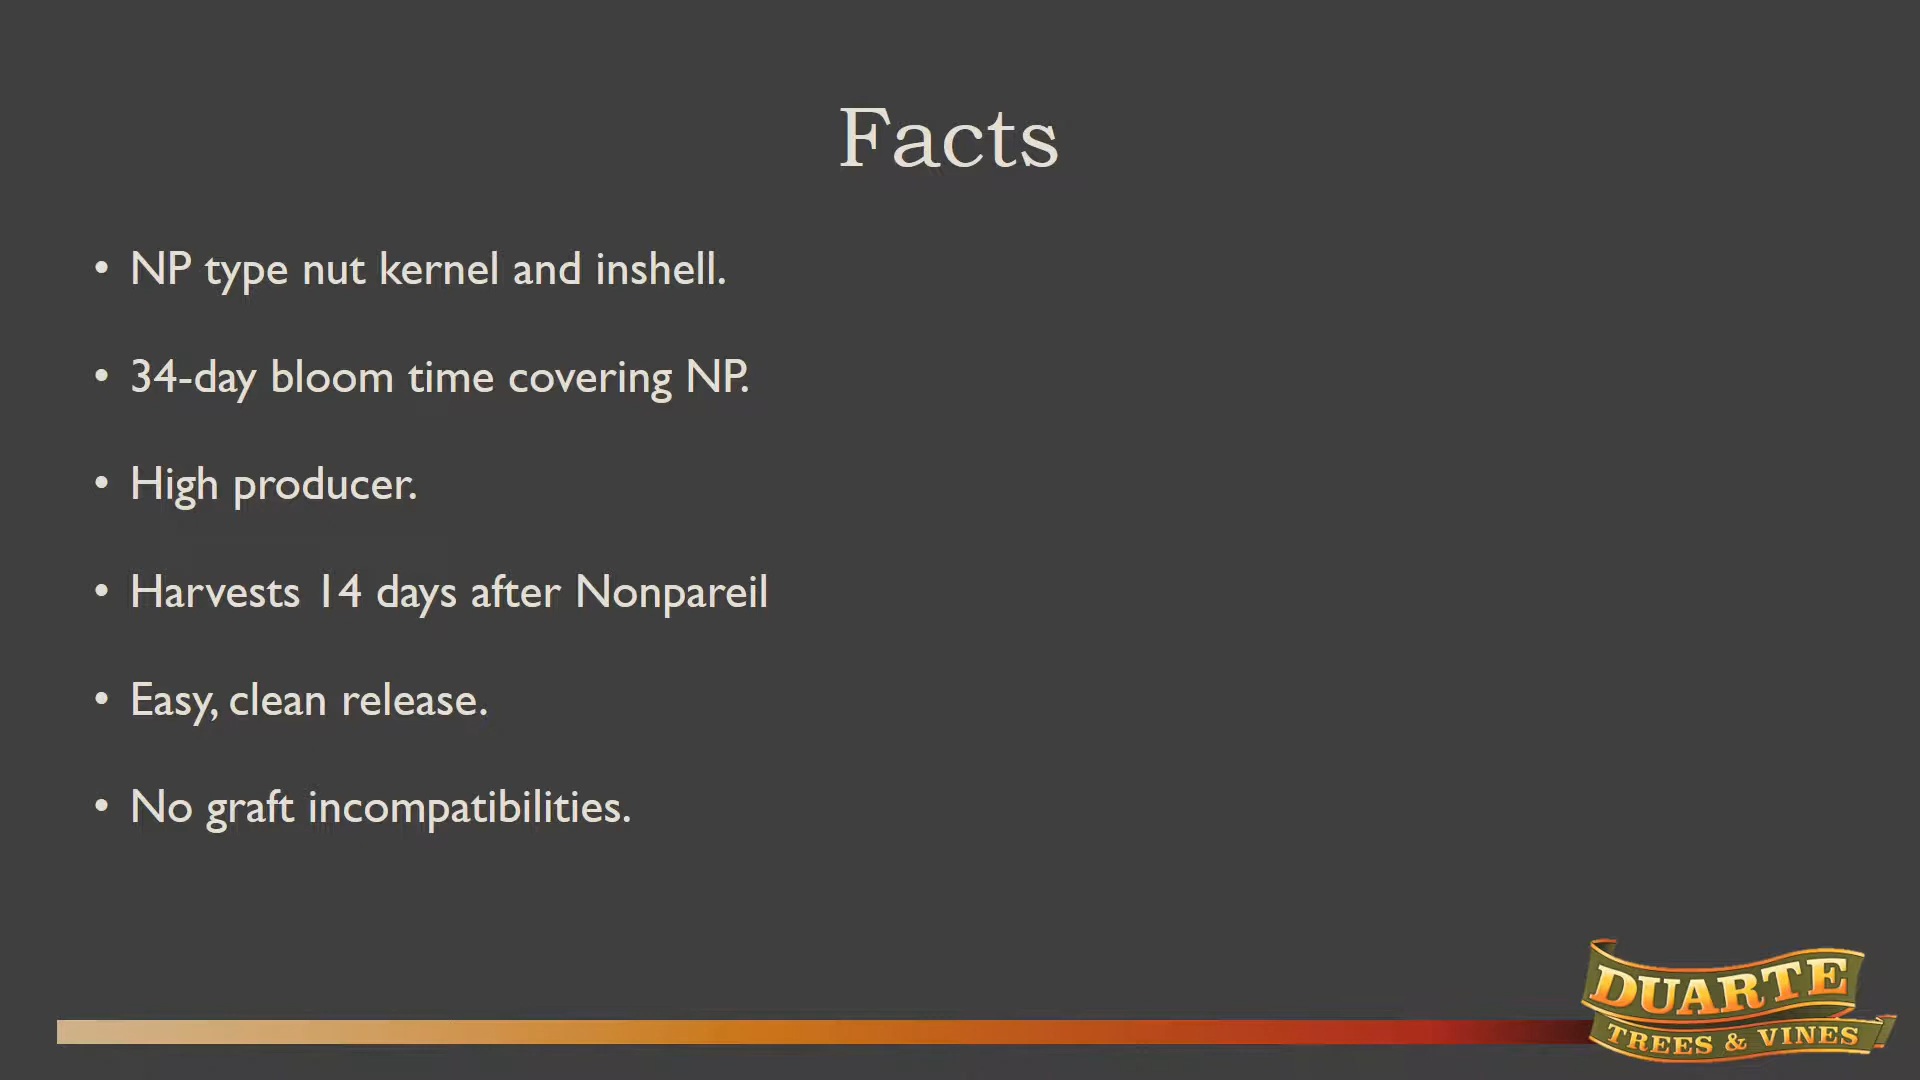 Facts
• NP type nut kernel and inshell.
• 34-day bloom time covering NP.
• High producer.
• Harvests 14 days after Nonpareil
• Easy, clean release.
• No graft incompatibilities.
DUARTE
TREES & VINES